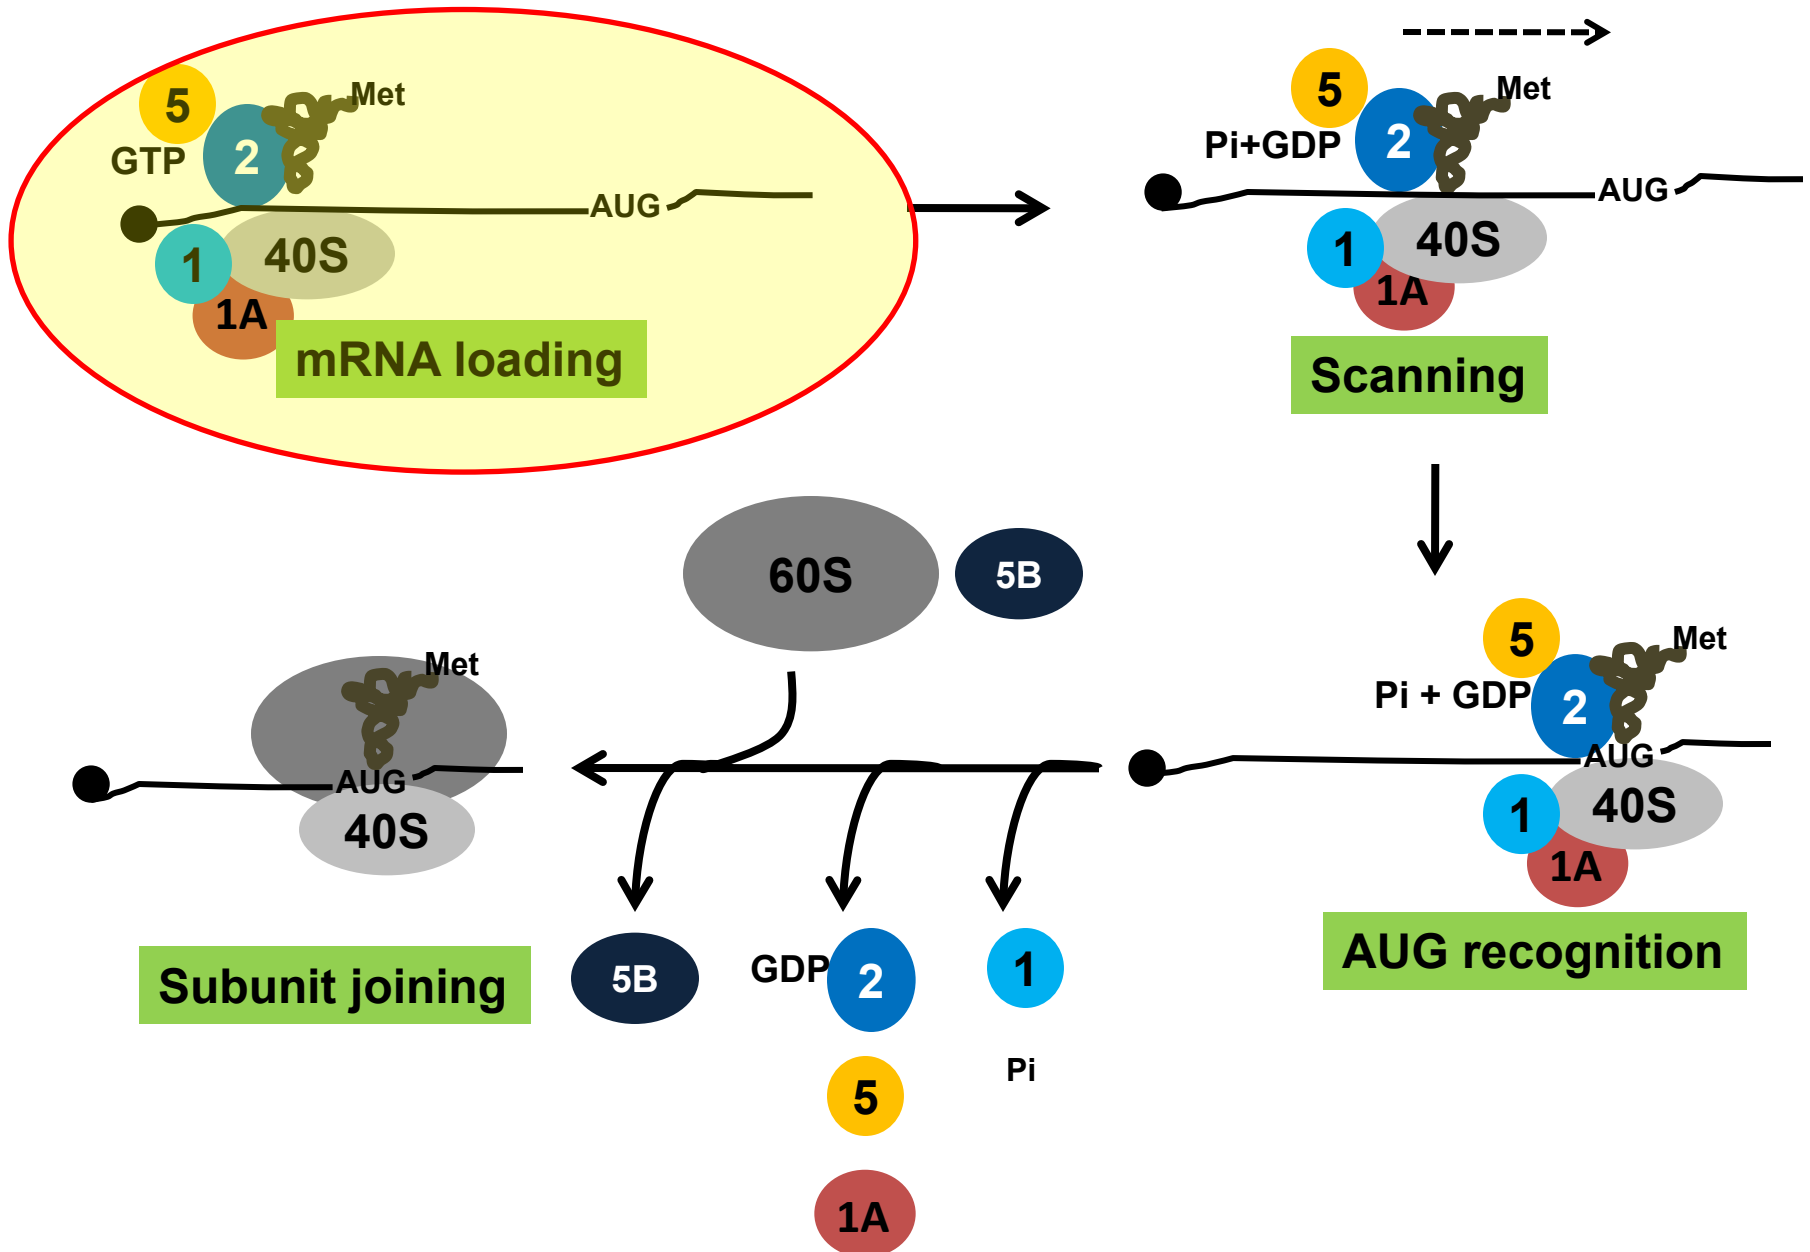 5
Met
GTP
2
AUG
1
40S
1A
mRNA loading
5
Met
Pi+GDP
2
AUG
1
40S
1A
Scanning
60S
5B
5
Met
Pi + GDP
2
AUG
1
40S
1A
AUG recognition
Met
AUG
40S
Subunit joining
5B
GDP
2
1
5
Pi
1A